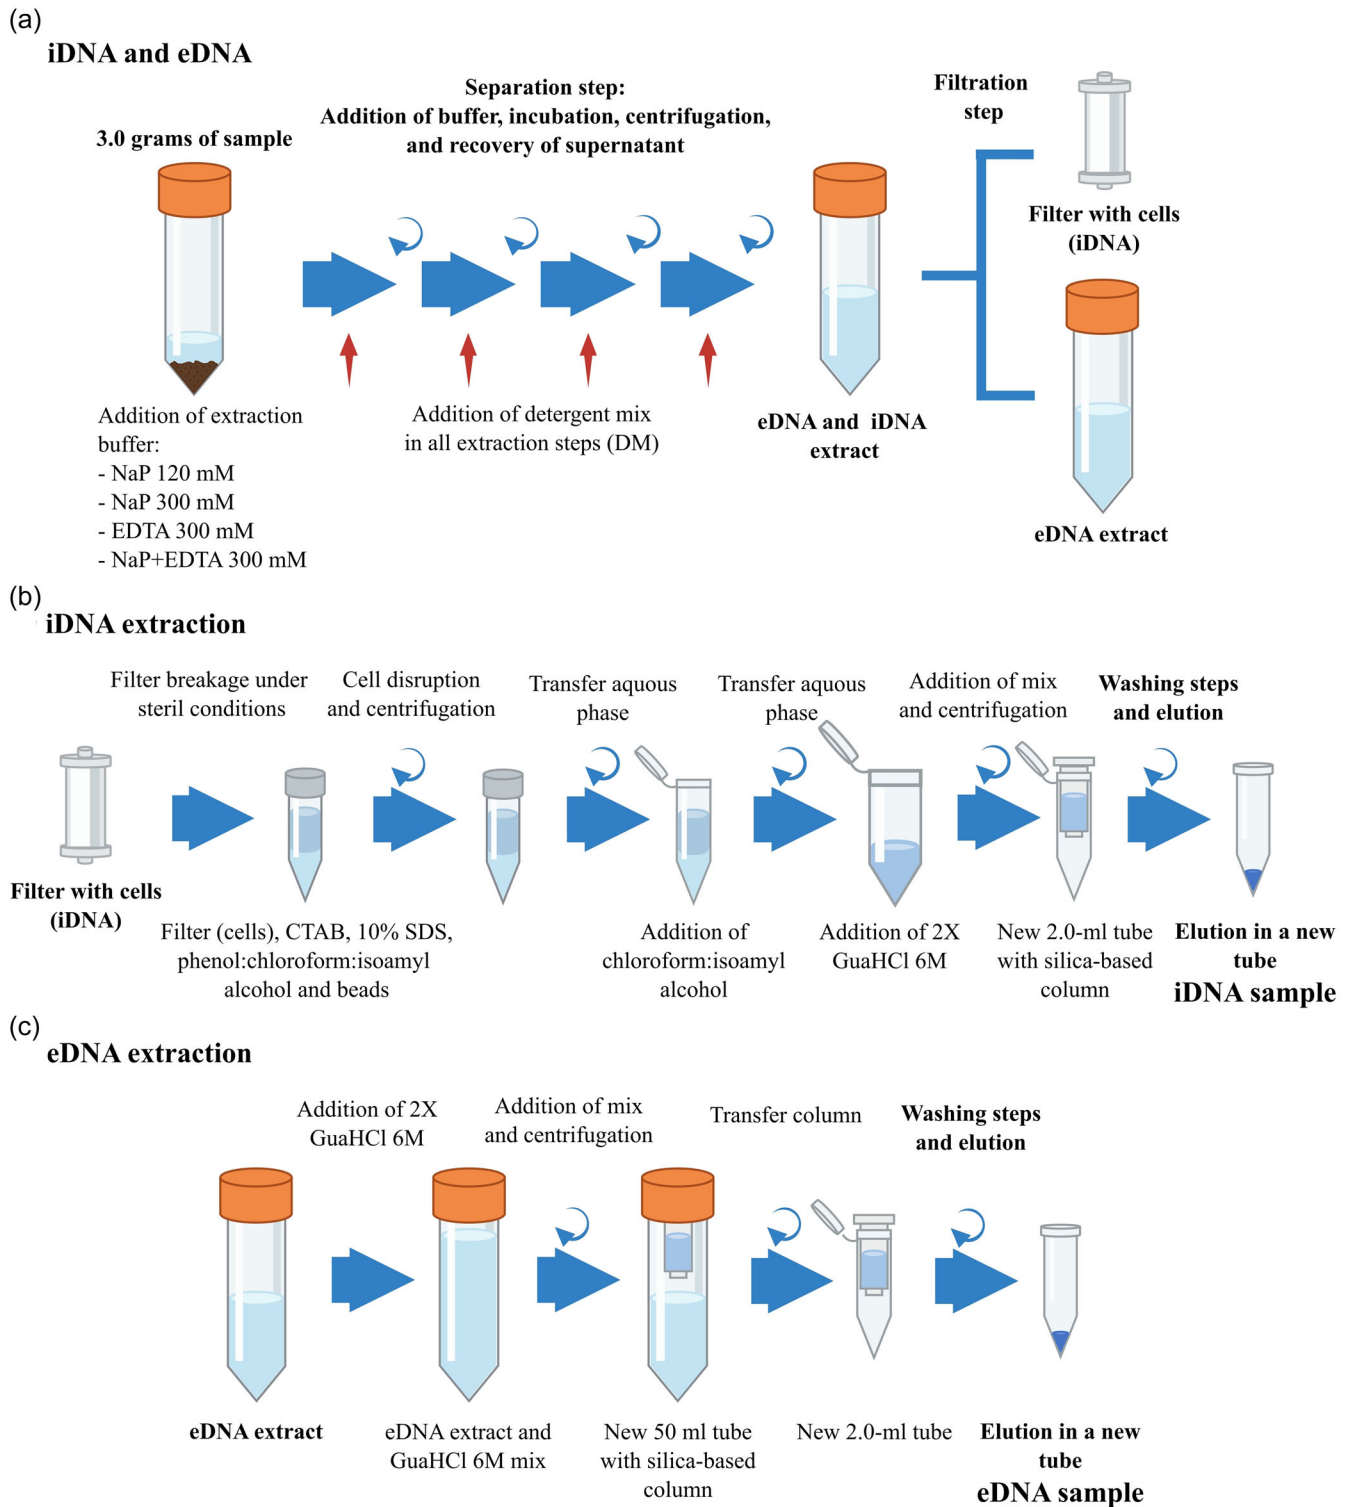 (a)
iDNA and eDNA
3.0 grams of sample
Separation step:
Addition of buffer, incubation, centrifugation,
and recovery of supernatant
Filtration
step
Filter with cells
(iDNA)
Addition of extraction
buffer:
- NaP 120 mM
- NaP 300 mM
- EDTA 300 mM
- NaP+EDTA 300 mM
Addition of detergent mix
in all extraction steps (DM)
eDNA and iDNA
extract
eDNA extract
(b)
iDNA extraction
Filter breakage under
steril conditions
Cell disruption
and centrifugation
Transfer aquous
phase
Transfer aquous
phase
Addition of mix
and centrifugation
Washing steps
and elution
Filter with cells
(iDNA)
Filter (cells), CTAB, 10% SDS,
phenol:chloroform:isoamyl
alcohol and beads
Addition of
chloroform:isoamyl
alcohol
Addition of 2X
GuaHCl 6M
New 2.0-ml tube
with silica-based
column
Elution in a new
tube
iDNA sample
(c)
eDNA extraction
Addition of 2X
GuaHCl 6M
Addition of mix
and centrifugation
Transfer column
Washing steps
and elution
eDNA extract
eDNA extract and
GuaHCl 6M mix
New 50 ml tube
with silica-based
column
New 2.0-ml tube
Elution in a new
tube
eDNA sample